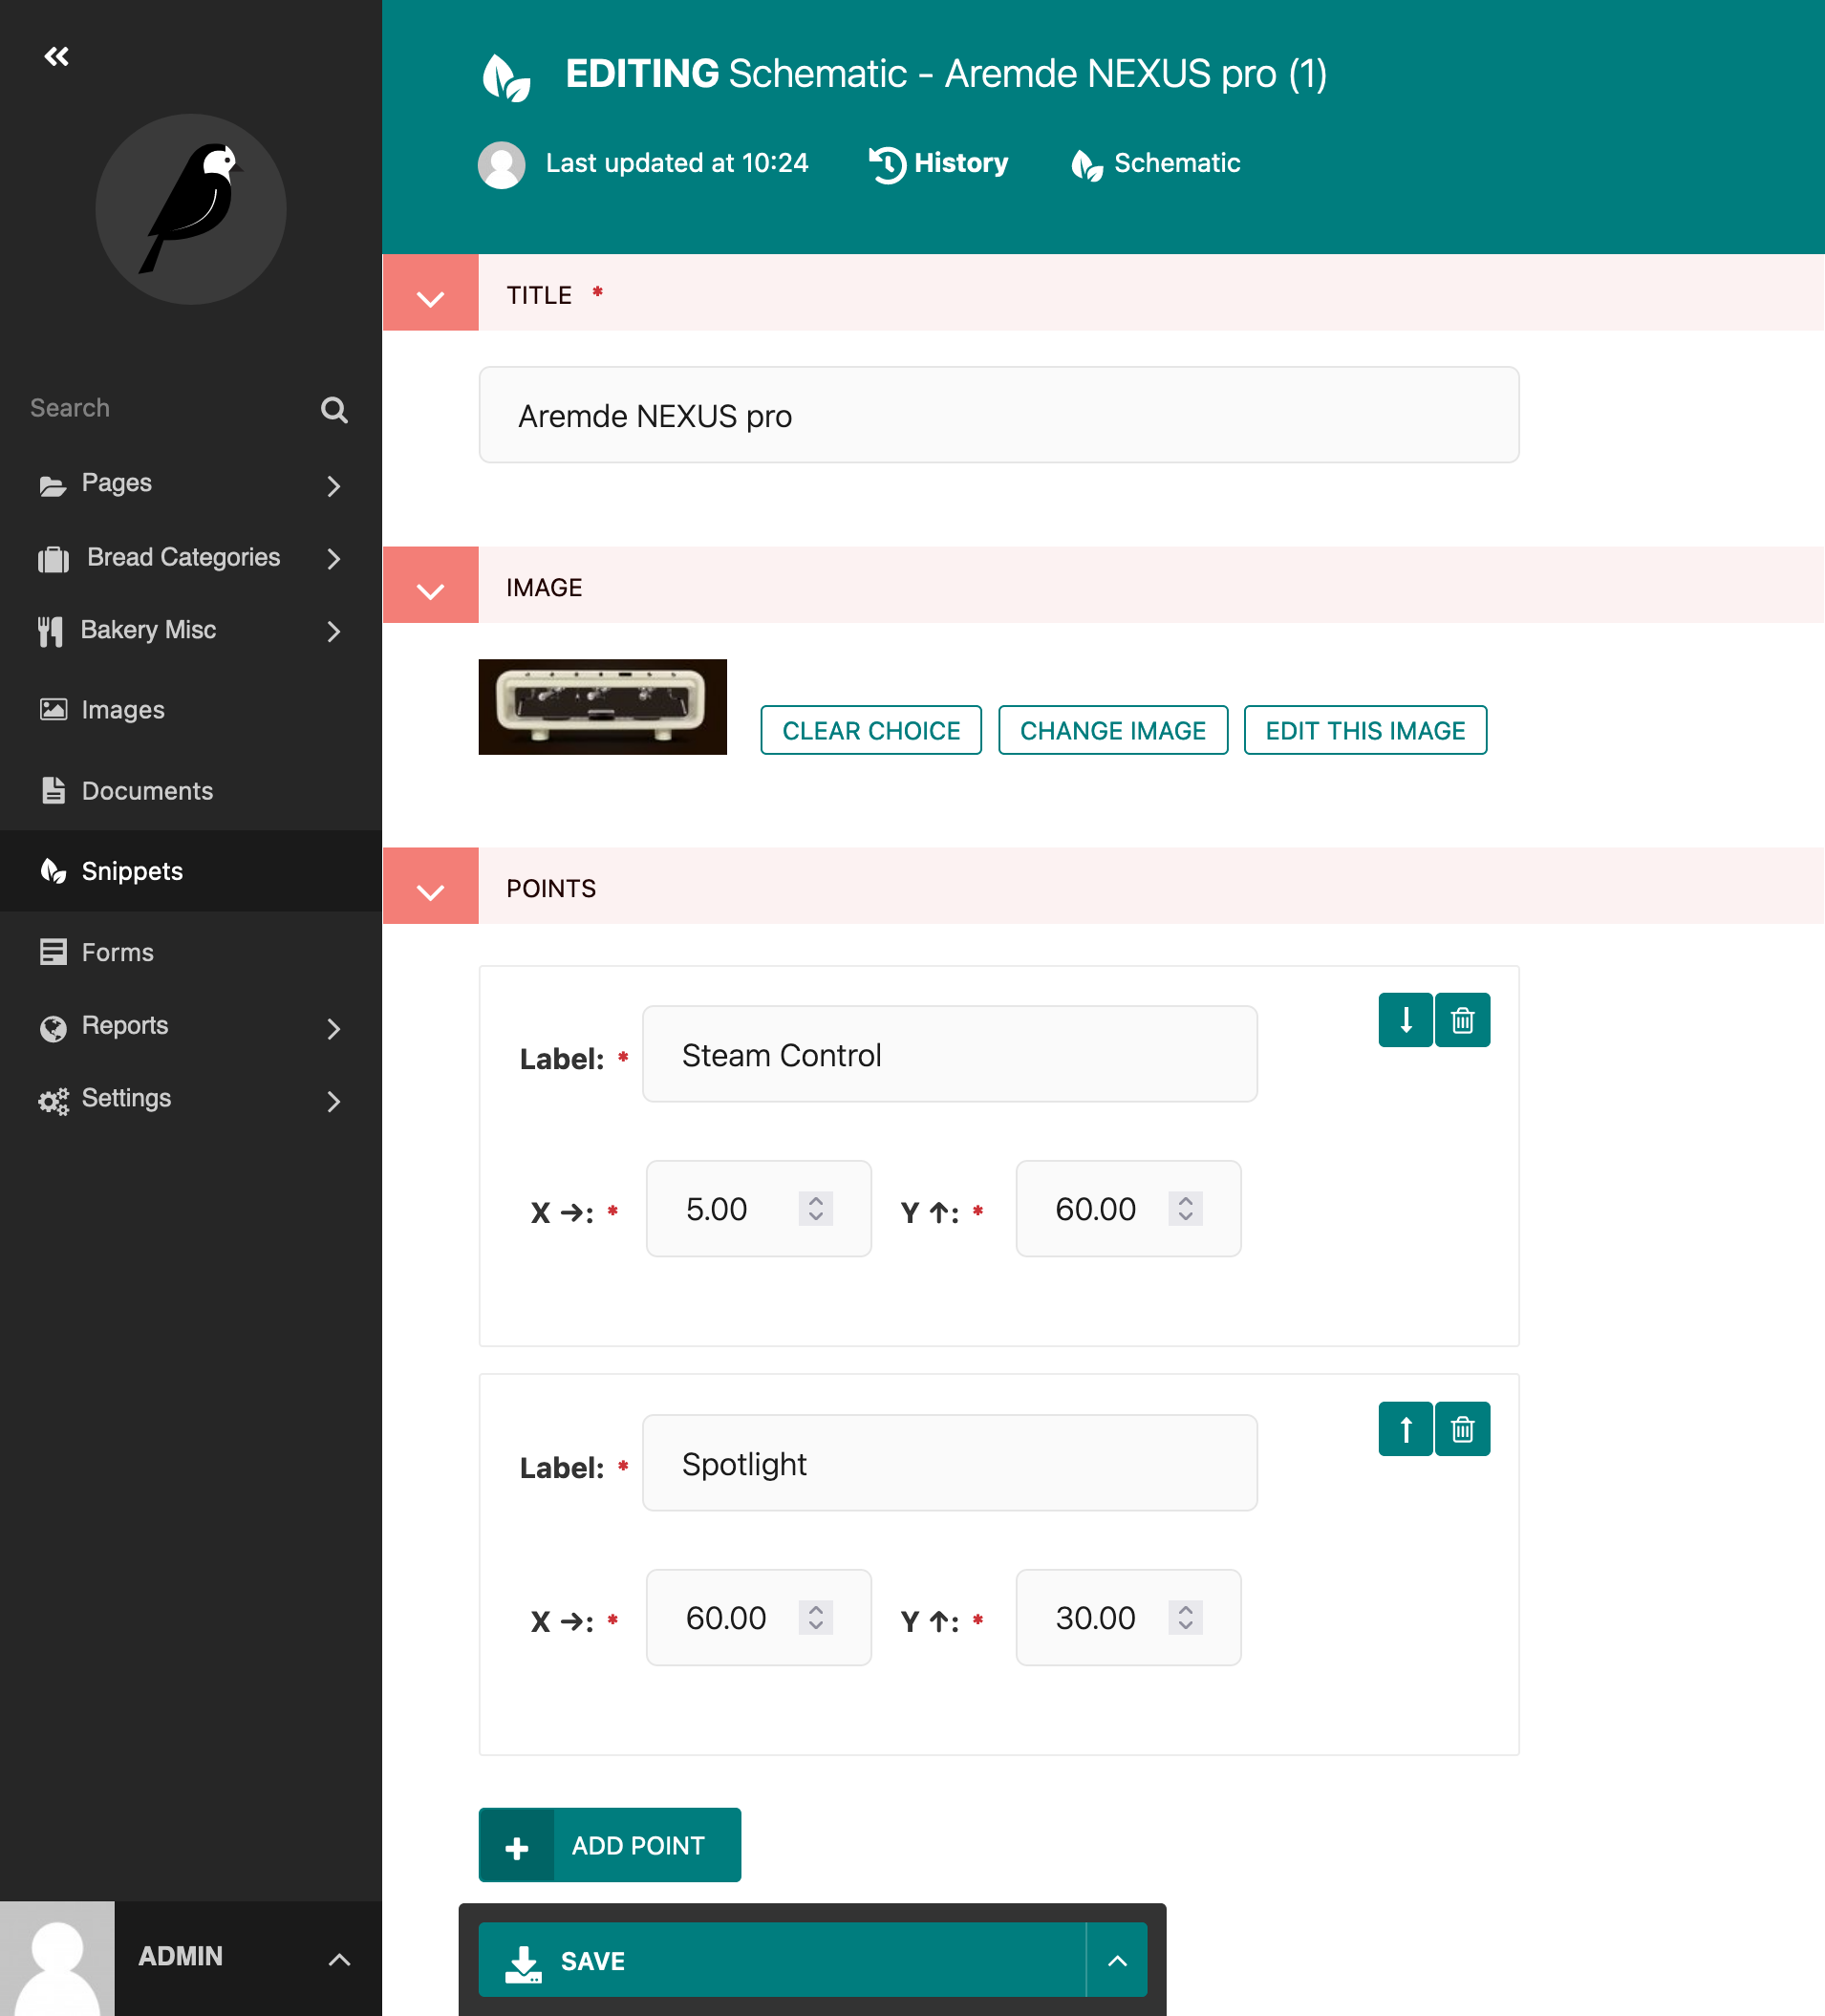 EDITING Schematic - Aremde NEXUS pro (1)
Last updated at 10:24 History Schematic
Search
Pages
Bread Categories
Bakery Misc
Images
Documents
Snippets
Forms
Reports
Settings
ADMIN
TITLE *
Aremde NEXUS pro
IMAGE
CLEAR CHOICE CHANGE IMAGE EDIT THIS IMAGE
POINTS
Label: * Steam Control
X →: * 5.00 Y ↑: * 60.00
Label: * Spotlight
X →: * 60.00 Y ↑: * 30.00
ADD POINT
SAVE